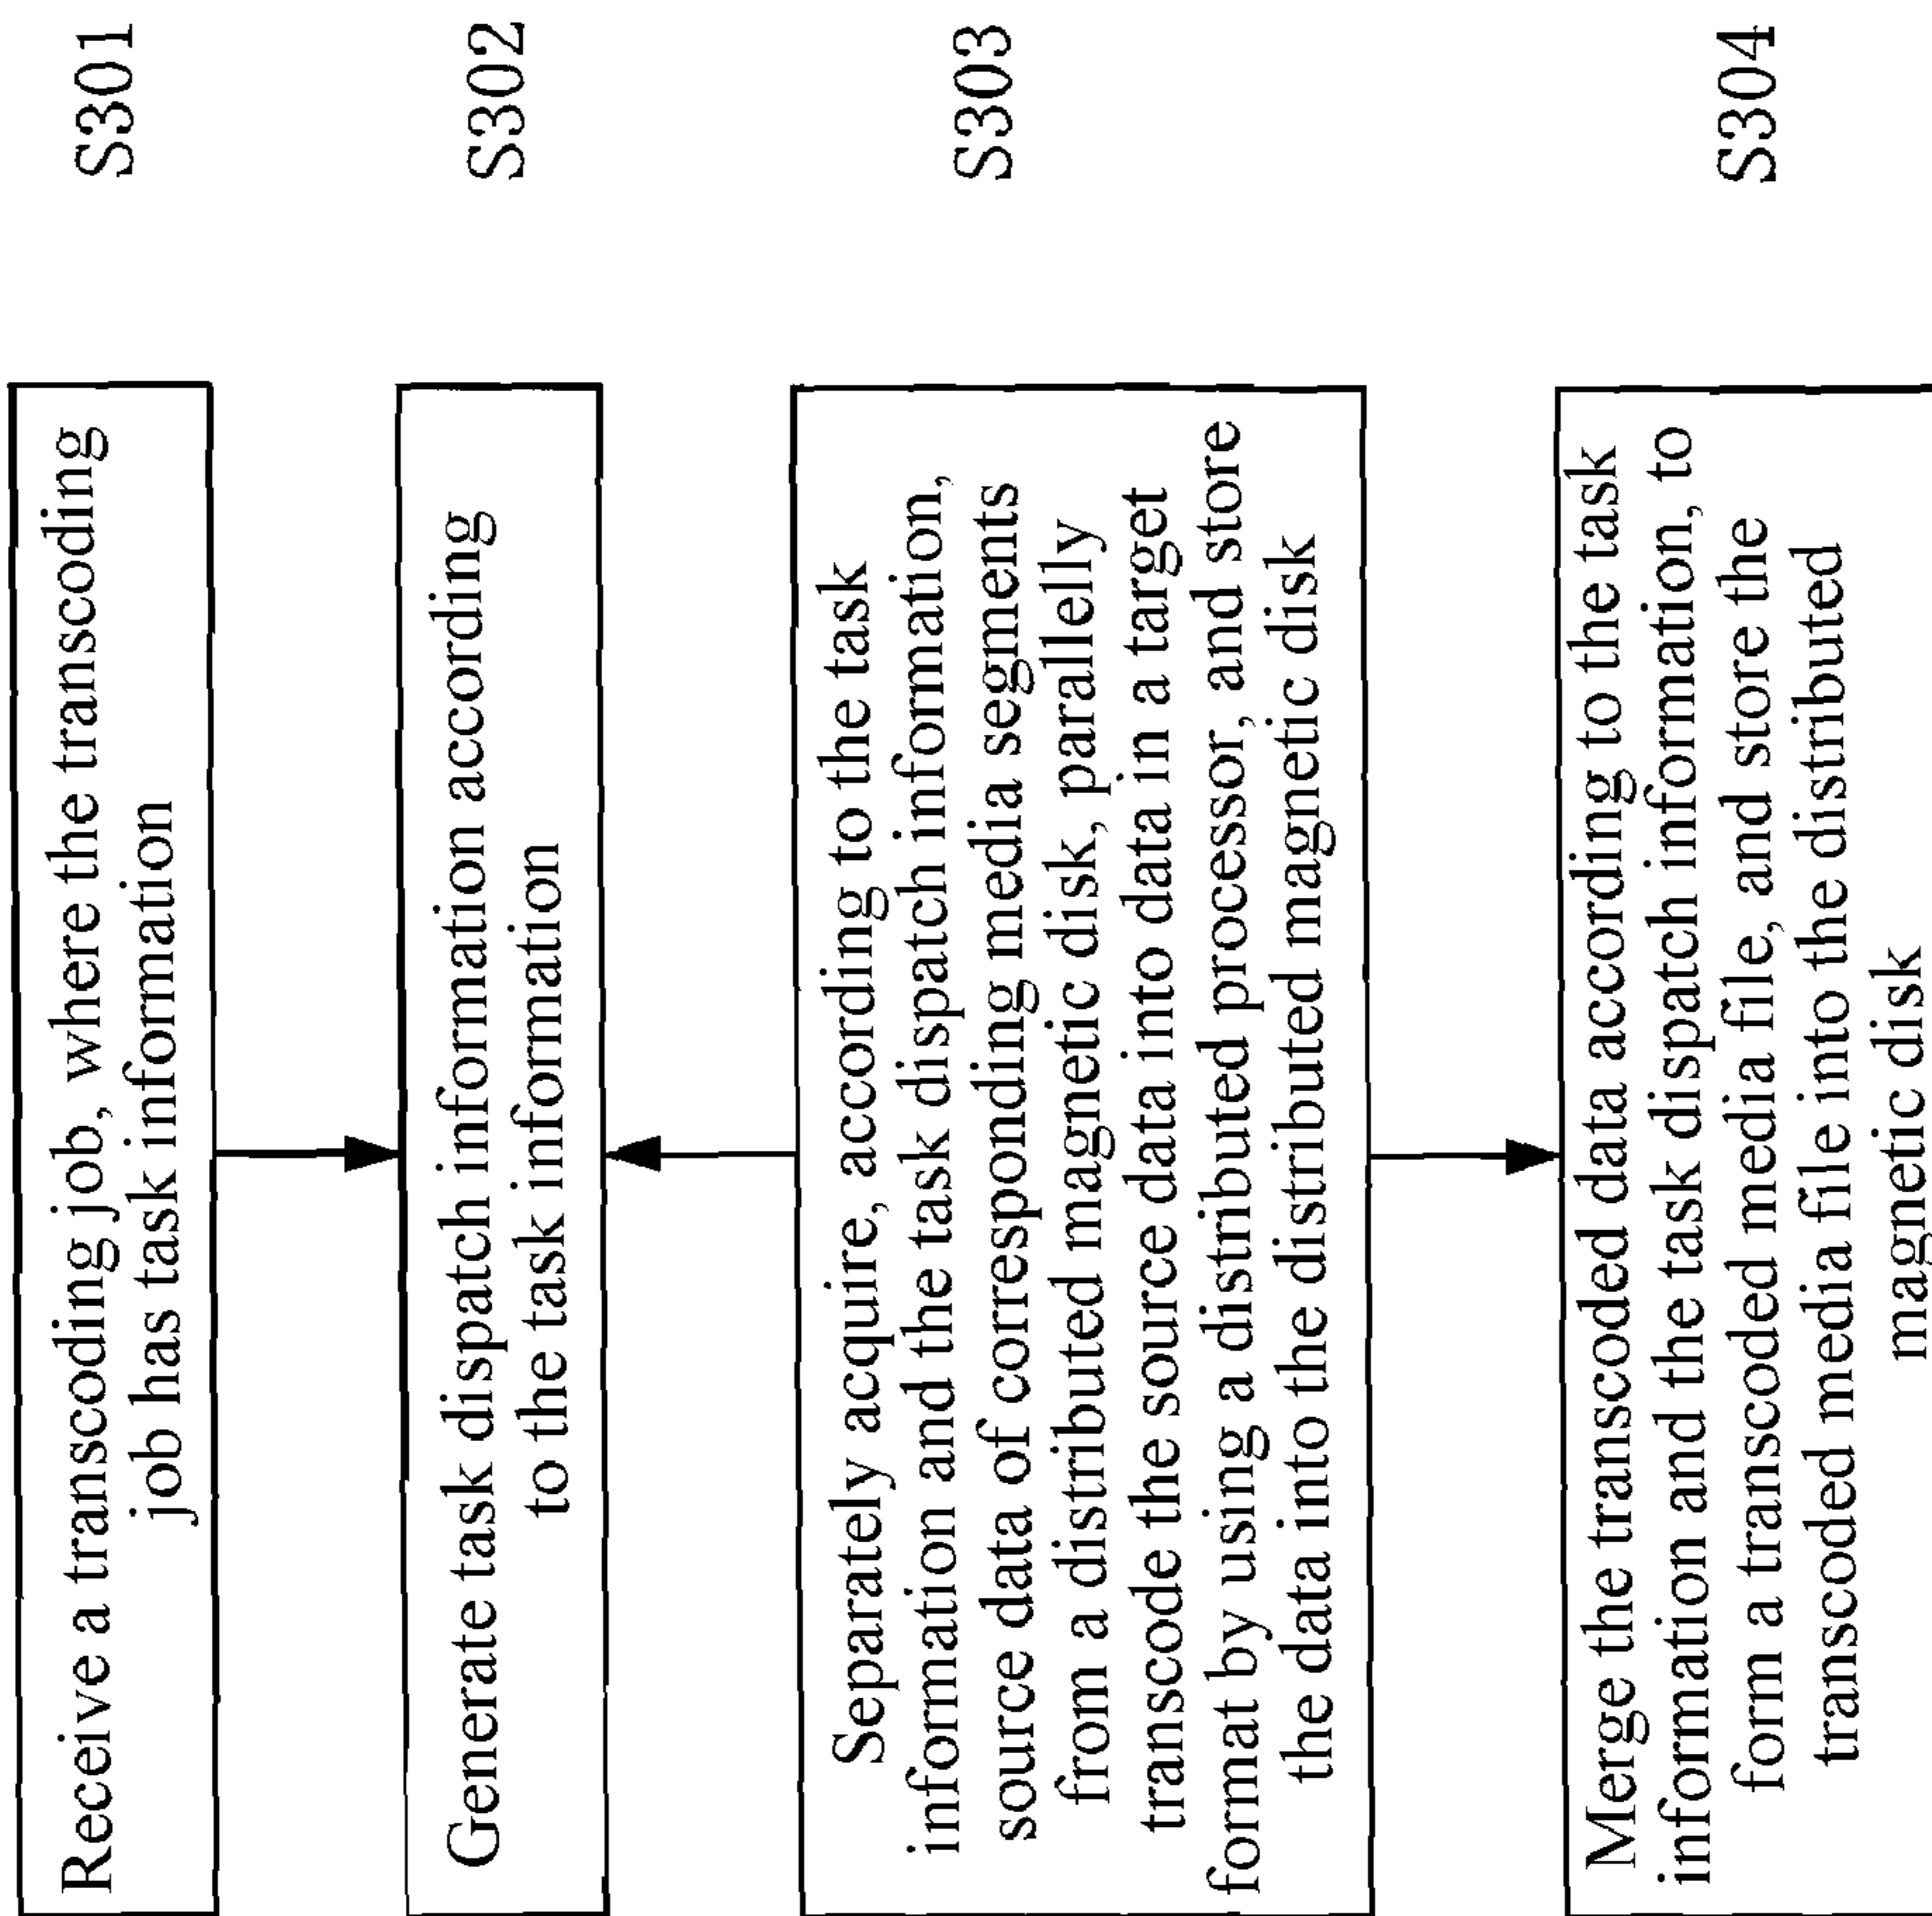 Receive a transcoding job, where the transcoding
job has task information
S301
Generate task dispatch information according
to the task information
S302
Separately acquire, according to the task
information and the task dispatch information,
source data of corresponding media segments
from a distributed magnetic disk, parallelly
transcode the source data into data in a target
format by using a distributed processor, and store
the data into the distributed magnetic disk
S303
Merge the transcoded data according to the task
information and the task dispatch information, to
form a transcoded media file, and store the
transcoded media file into the distributed
magnetic disk
S304